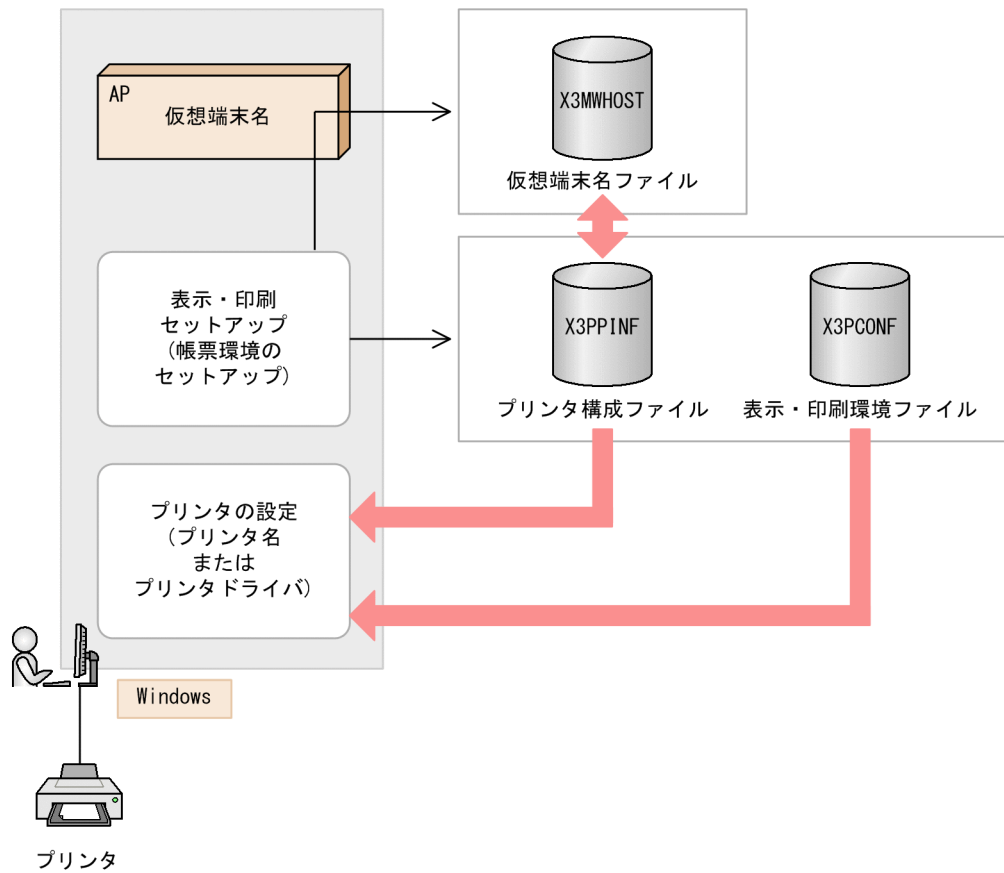 AP
仮想端末名
X3MWHOST
仮想端末名ファイル
表示・印刷
セットアップ
(帳票環境の
セットアップ)
X3PPINF
プリンタ構成ファイル
X3PCONF
表示・印刷環境ファイル
プリンタの設定
(プリンタ名
または
プリンタドライバ)
Windows
プリンタ